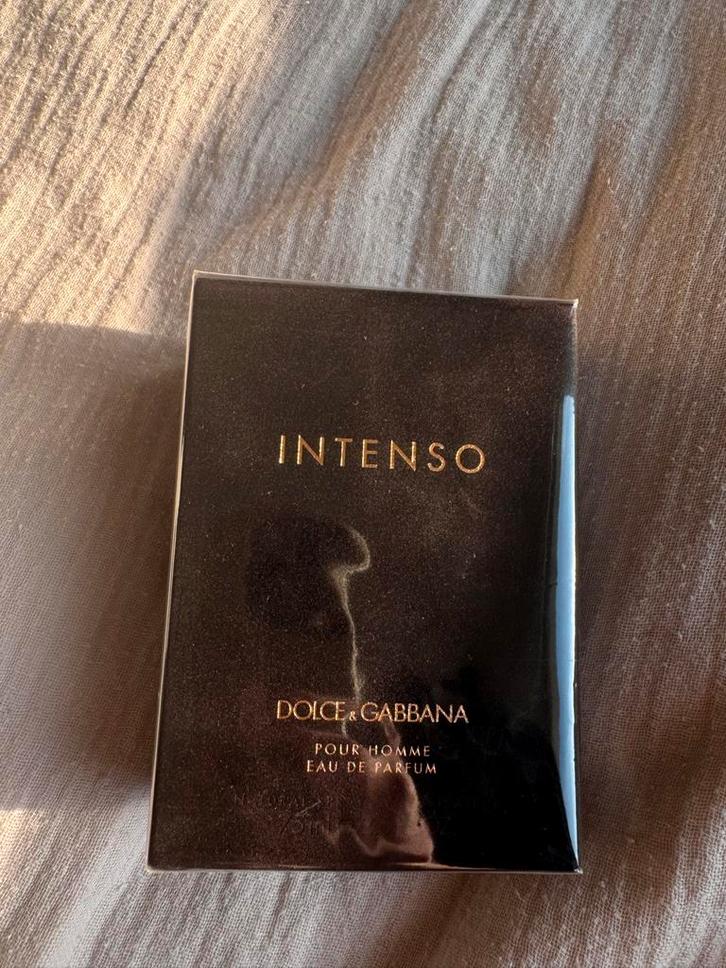 INTENSO
DOLCE & GABBANA
POUR HOMME
EAU DE PARFUM